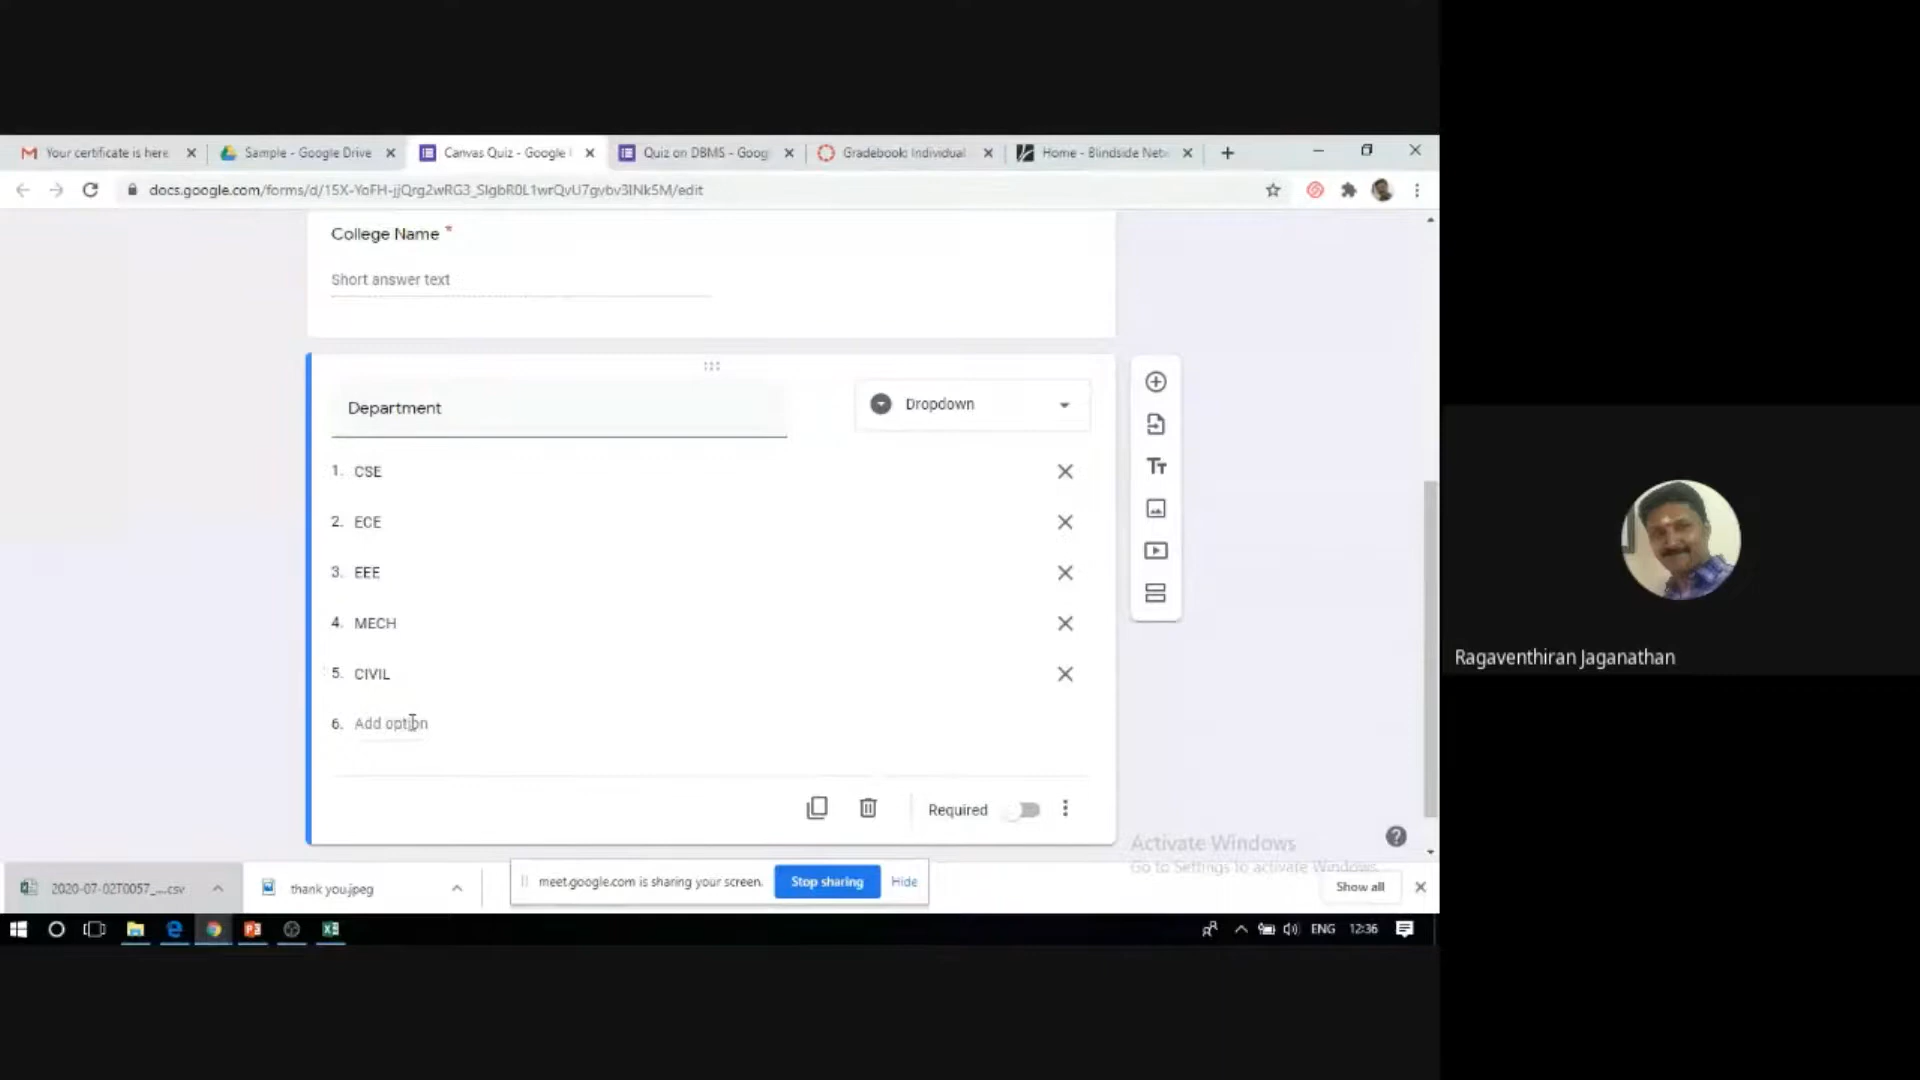 Your certificate is here
Sample - Google Drive
Canvas Quiz - Google
Quiz on DBMS - Goog
Gradebook: Individual
Home - Blindside Net
docs.google.com/forms/d/15X-YoFH-jjQrg2wRG3_SIgbR0L1wrQvU7gvbv3lNk5M/edit
College Name *
Short answer text
Department
Dropdown
1. CSE
2. ECE
3. EEE
4. MECH
5. CIVIL
6. Add option
Required
Activate Windows
Go to Settings to activate Windows.
2020-07-02T0057_....csv
thank you.jpeg
meet.google.com is sharing your screen.
Stop sharing
Hide
Show all
ENG
12:36
Ragaventhiran Jaganathan